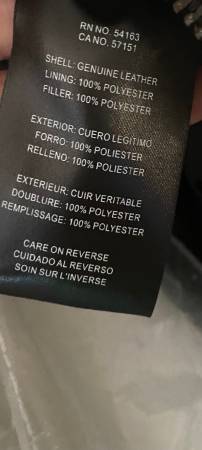 RN NO. 54163
CA NO. 57151
SHELL: GENUINE LEATHER
LINING: 100% POLYESTER
FILLER: 100% POLYESTER
EXTERIOR: CUERO LEGITIMO
FORRO: 100% POLIESTER
RELLENO: 100% POLIESTER
EXTERIEUR: CUIR VERITABLE
DOUBLURE: 100% POLYESTER
REMPLISSAGE: 100% POLYESTER
CARE ON REVERSE
CUIDADO AL REVERSO
SOIN SUR L'INVERSE